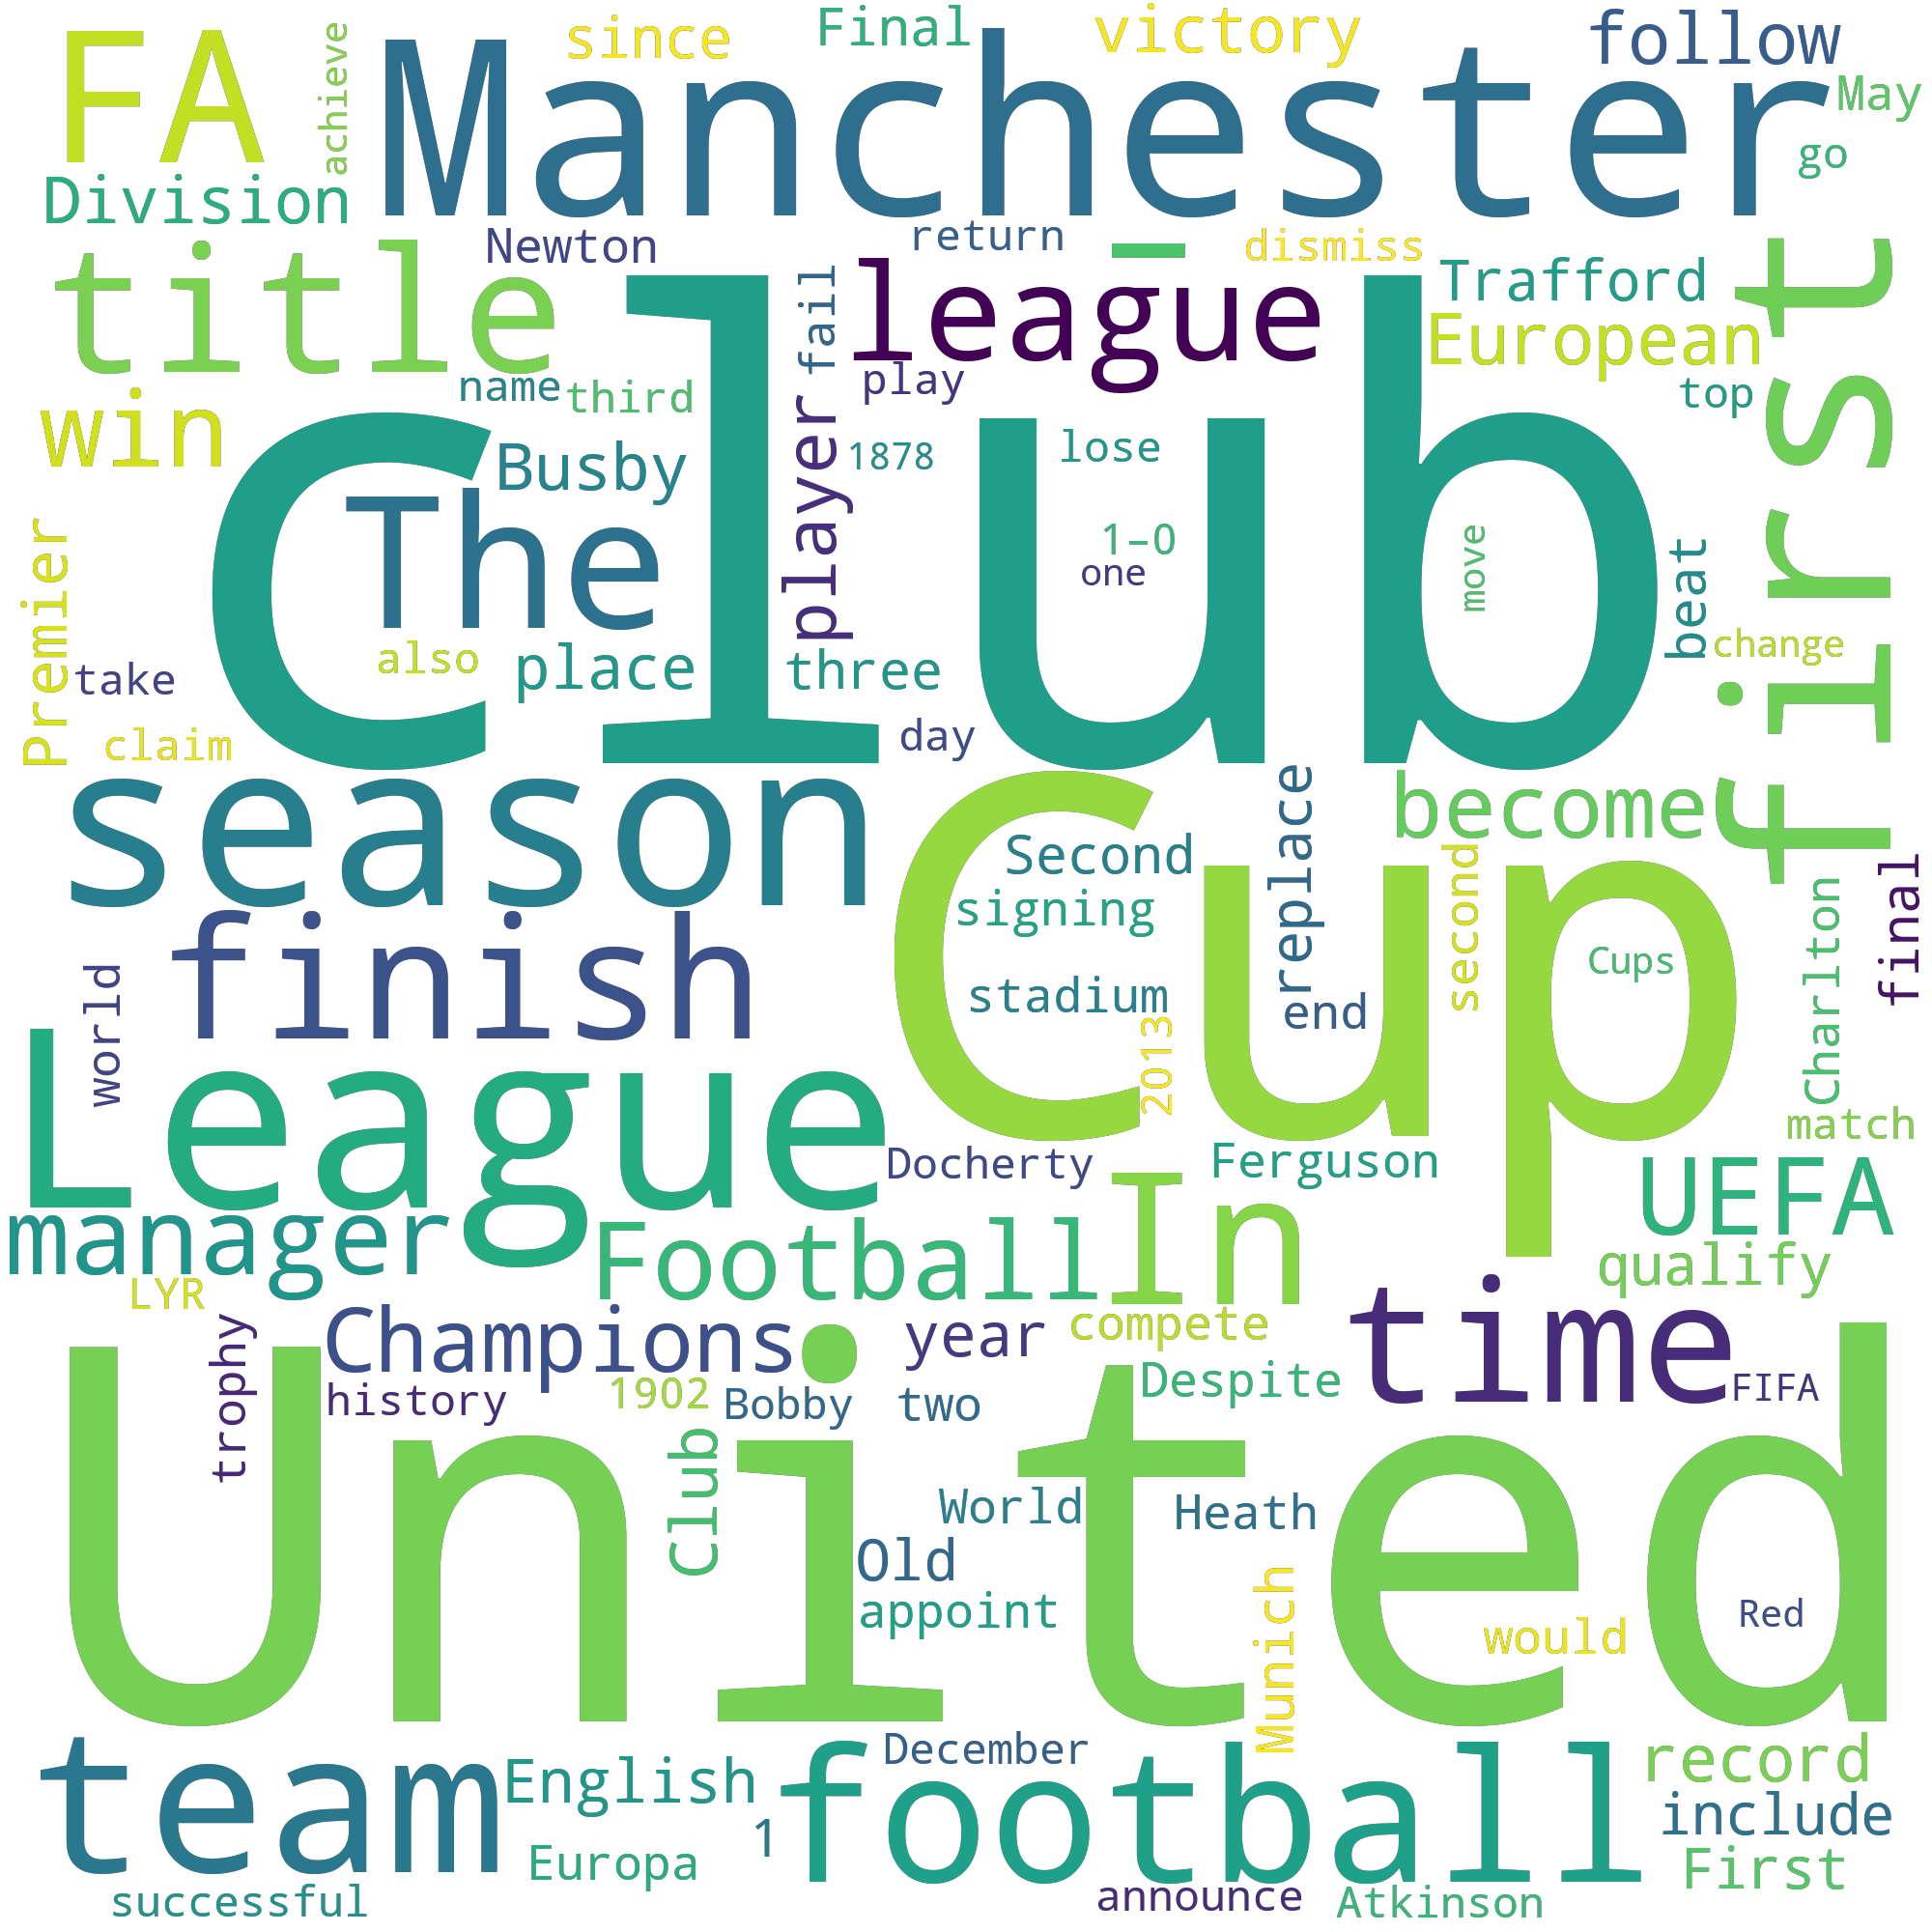 FA
achieve
since
Final
victory
follow
Manchester
May
go
Division
title
Newton
return
dismiss
Trafford
European
first
league
–
fail
name
third
play
top
win
club
Busby
player
1878
lose
The
1–0
one
move
beat
change
Premier
take
also
place
three
claim
day
season
Cup
become
Second
replace
signing
second
final
Cups
Charlton
finish
world
stadium
end
2013
League
match
Docherty
Ferguson
UEFA
manager
Football
In
qualify
LYR
time
Champions
year
compete
trophy
history
1902
Bobby
two
Despite
FIFA
United
Club
World
Heath
Old
appoint
Munich
would
Red
team
English
December
football
record
include
1
Europa
First
successful
announce
Atkinson